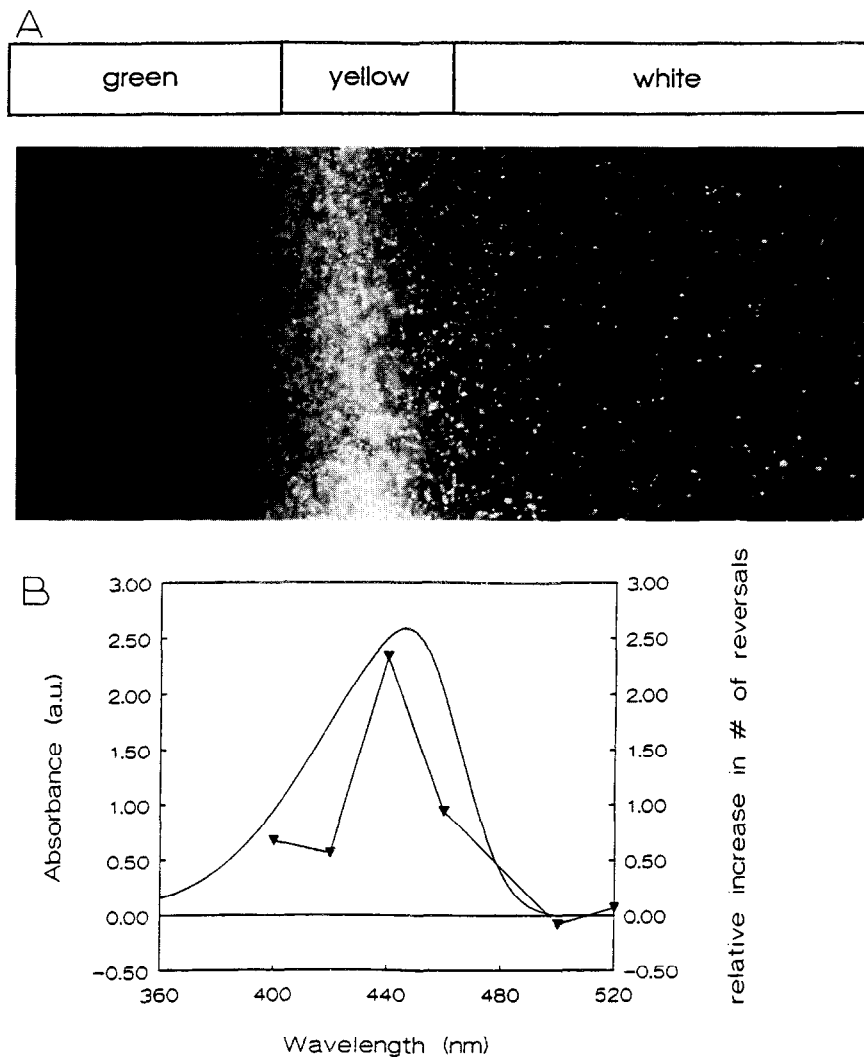 A
green yellow white
B
3.00 3.00
2.50 2.50
2.00 2.00
1.50 1.50
1.00 1.00
0.50 0.50
0.00 0.00
-0.50 -0.50
360 400 440 480 520
Absorbance (a.u.)
relative increase in # of reversals
Wavelength (nm)